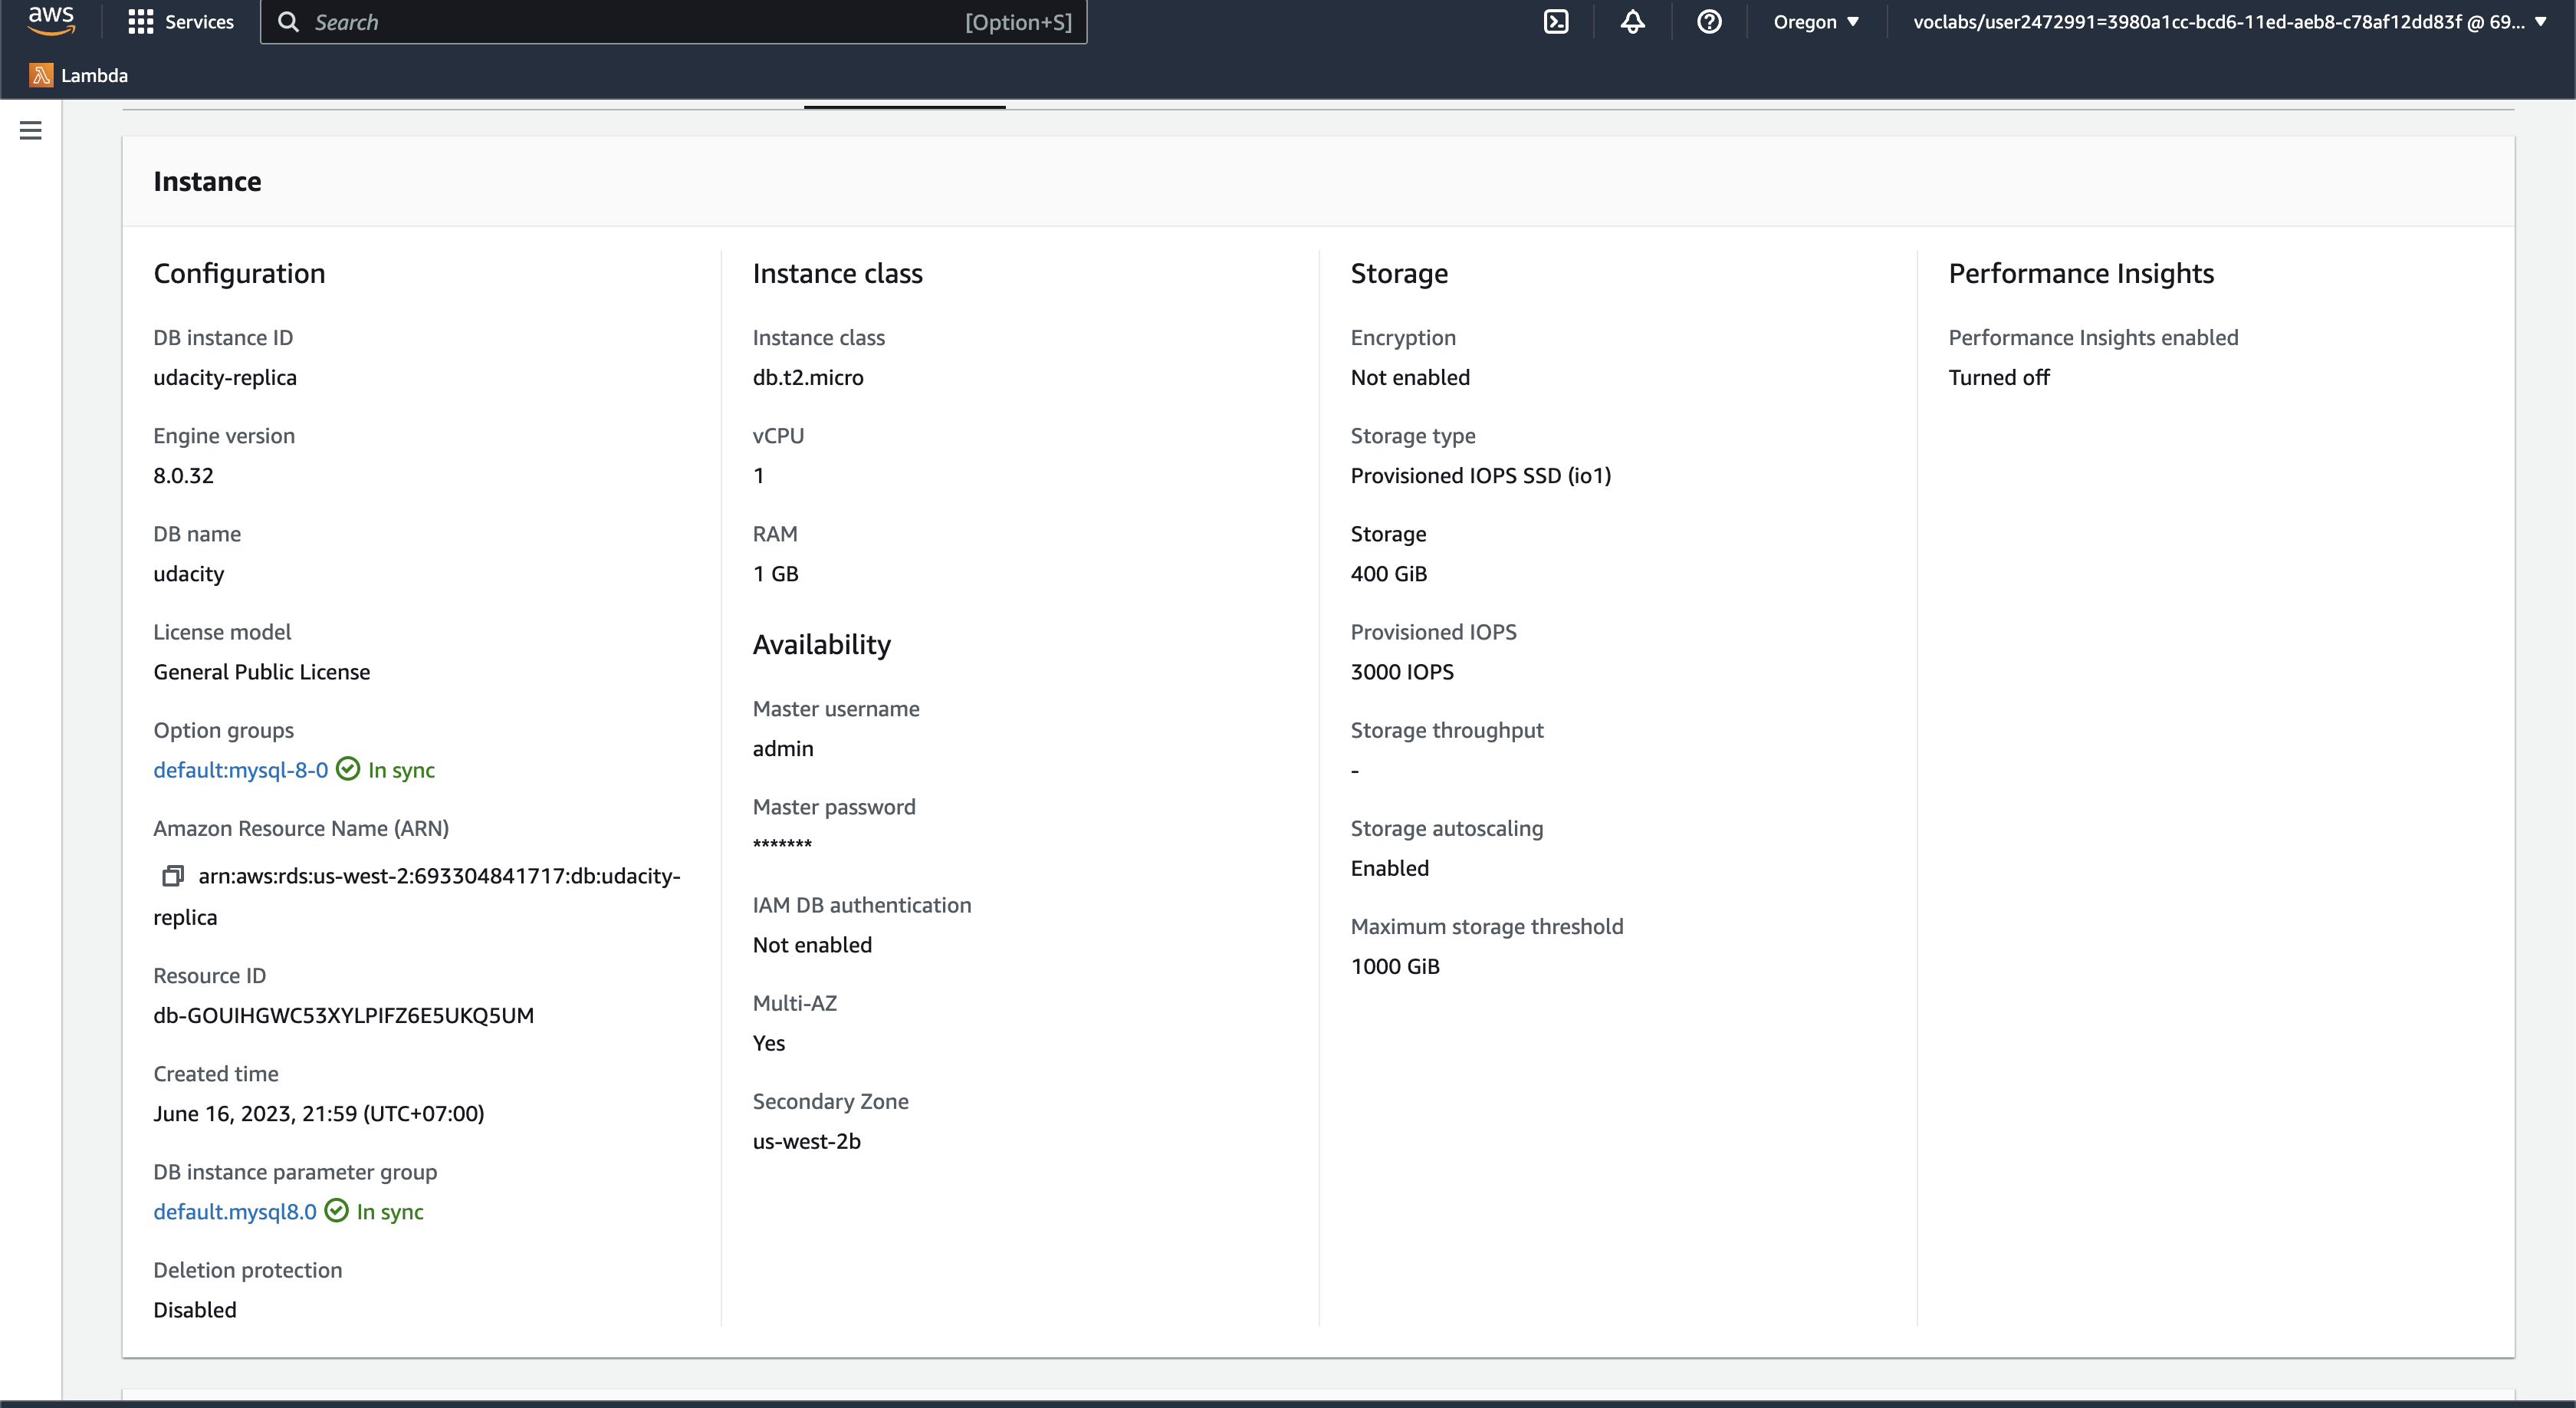 aws
Services
Search
[Option+S]
Oregon
voclabs/user2472991=3980a1cc-bcd6-11ed-aeb8-c78af12dd83f @ 69...
Lambda
Instance
Configuration
DB instance ID
udacity-replica
Engine version
8.0.32
DB name
udacity
License model
General Public License
Option groups
default:mysql-8-0 In sync
Amazon Resource Name (ARN)
arn:aws:rds:us-west-2:693304841717:db:udacity-
replica
Resource ID
db-GOUIHGWC53XYLPIFZ6E5UKQ5UM
Created time
June 16, 2023, 21:59 (UTC+07:00)
DB instance parameter group
default.mysql8.0 In sync
Deletion protection
Disabled
Instance class
Instance class
db.t2.micro
vCPU
1
RAM
1 GB
Availability
Master username
admin
Master password
*******
IAM DB authentication
Not enabled
Multi-AZ
Yes
Secondary Zone
us-west-2b
Storage
Encryption
Not enabled
Storage type
Provisioned IOPS SSD (io1)
Storage
400 GiB
Provisioned IOPS
3000 IOPS
Storage throughput
-
Storage autoscaling
Enabled
Maximum storage threshold
1000 GiB
Performance Insights
Performance Insights enabled
Turned off